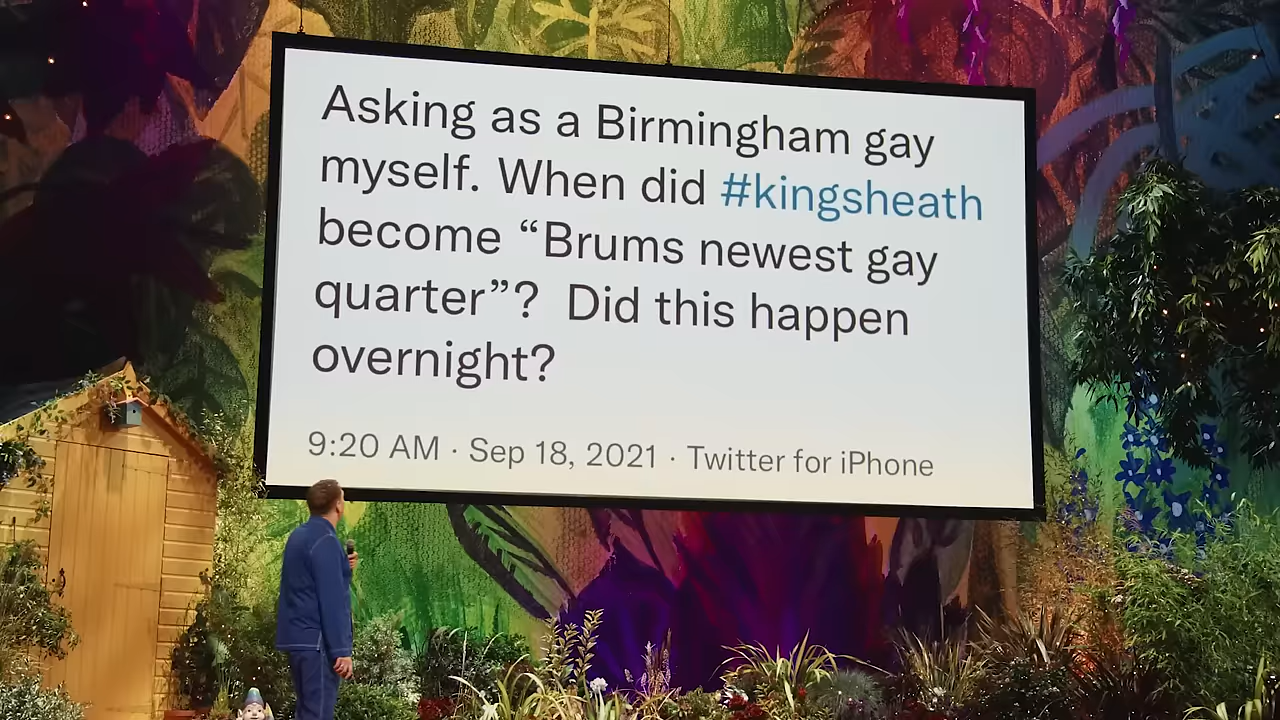 Asking as a Birmingham gay
myself. When did #kingsheath
become “Brums newest gay
quarter”?  Did this happen
overnight?
9:20 AM · Sep 18, 2021 · Twitter for iPhone